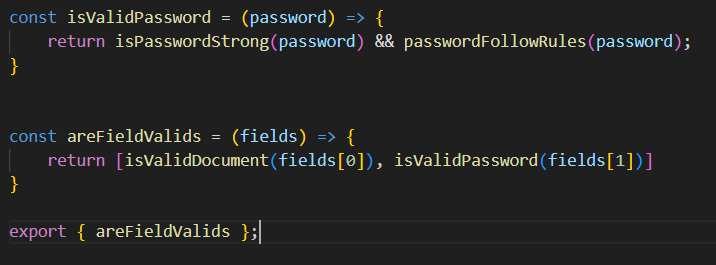 const isValidPassword = (password) => {
    return isPasswordStrong(password) && passwordFollowRules(password);
}
const areFieldValids = (fields) => {
    return [isValidDocument(fields[0]), isValidPassword(fields[1])]
}
export { areFieldValids };